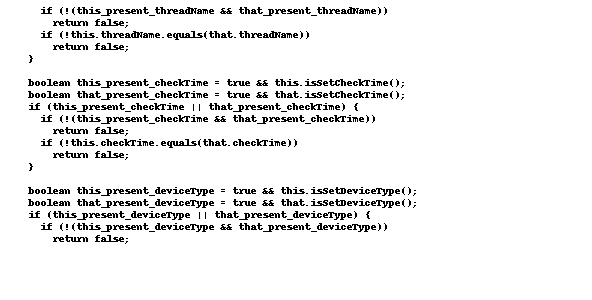 if (!(this_present_threadName && that_present_threadName))
return false;
if (!this.threadName.equals(that.threadName))
return false;
}
boolean this_present_checkTime = true && this.isSetCheckTime();
boolean that_present_checkTime = true && that.isSetCheckTime();
if (this_present_checkTime || that_present_checkTime) {
if (!(this_present_checkTime && that_present_checkTime))
return false;
if (!this.checkTime.equals(that.checkTime))
return false;
}
boolean this_present_deviceType = true && this.isSetDeviceType();
boolean that_present_deviceType = true && that.isSetDeviceType();
if (this_present_deviceType || that_present_deviceType) {
if (!(this_present_deviceType && that_present_deviceType))
return false;